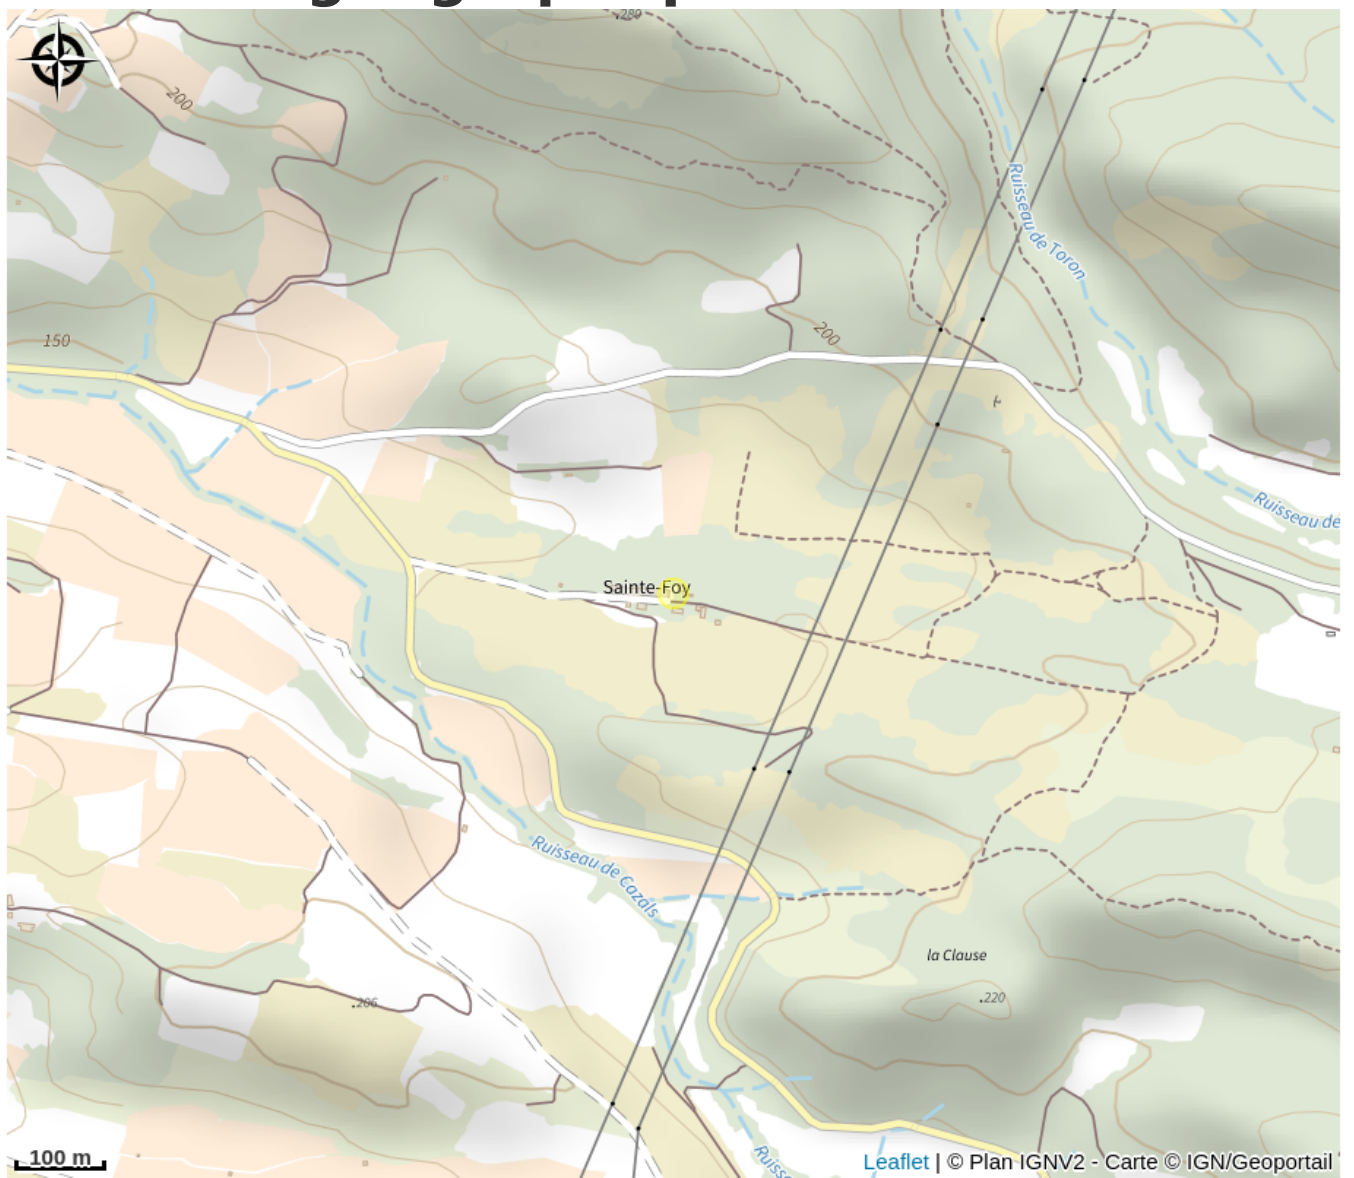 .289
200
Ruisseau de Toron
150
200
Ruisseau de
Sainte-Foy
Ruisseau de Cazals
la Clause
.220
.206
100 m
Leaflet | © Plan IGNV2 - Carte © IGN/Geoportail